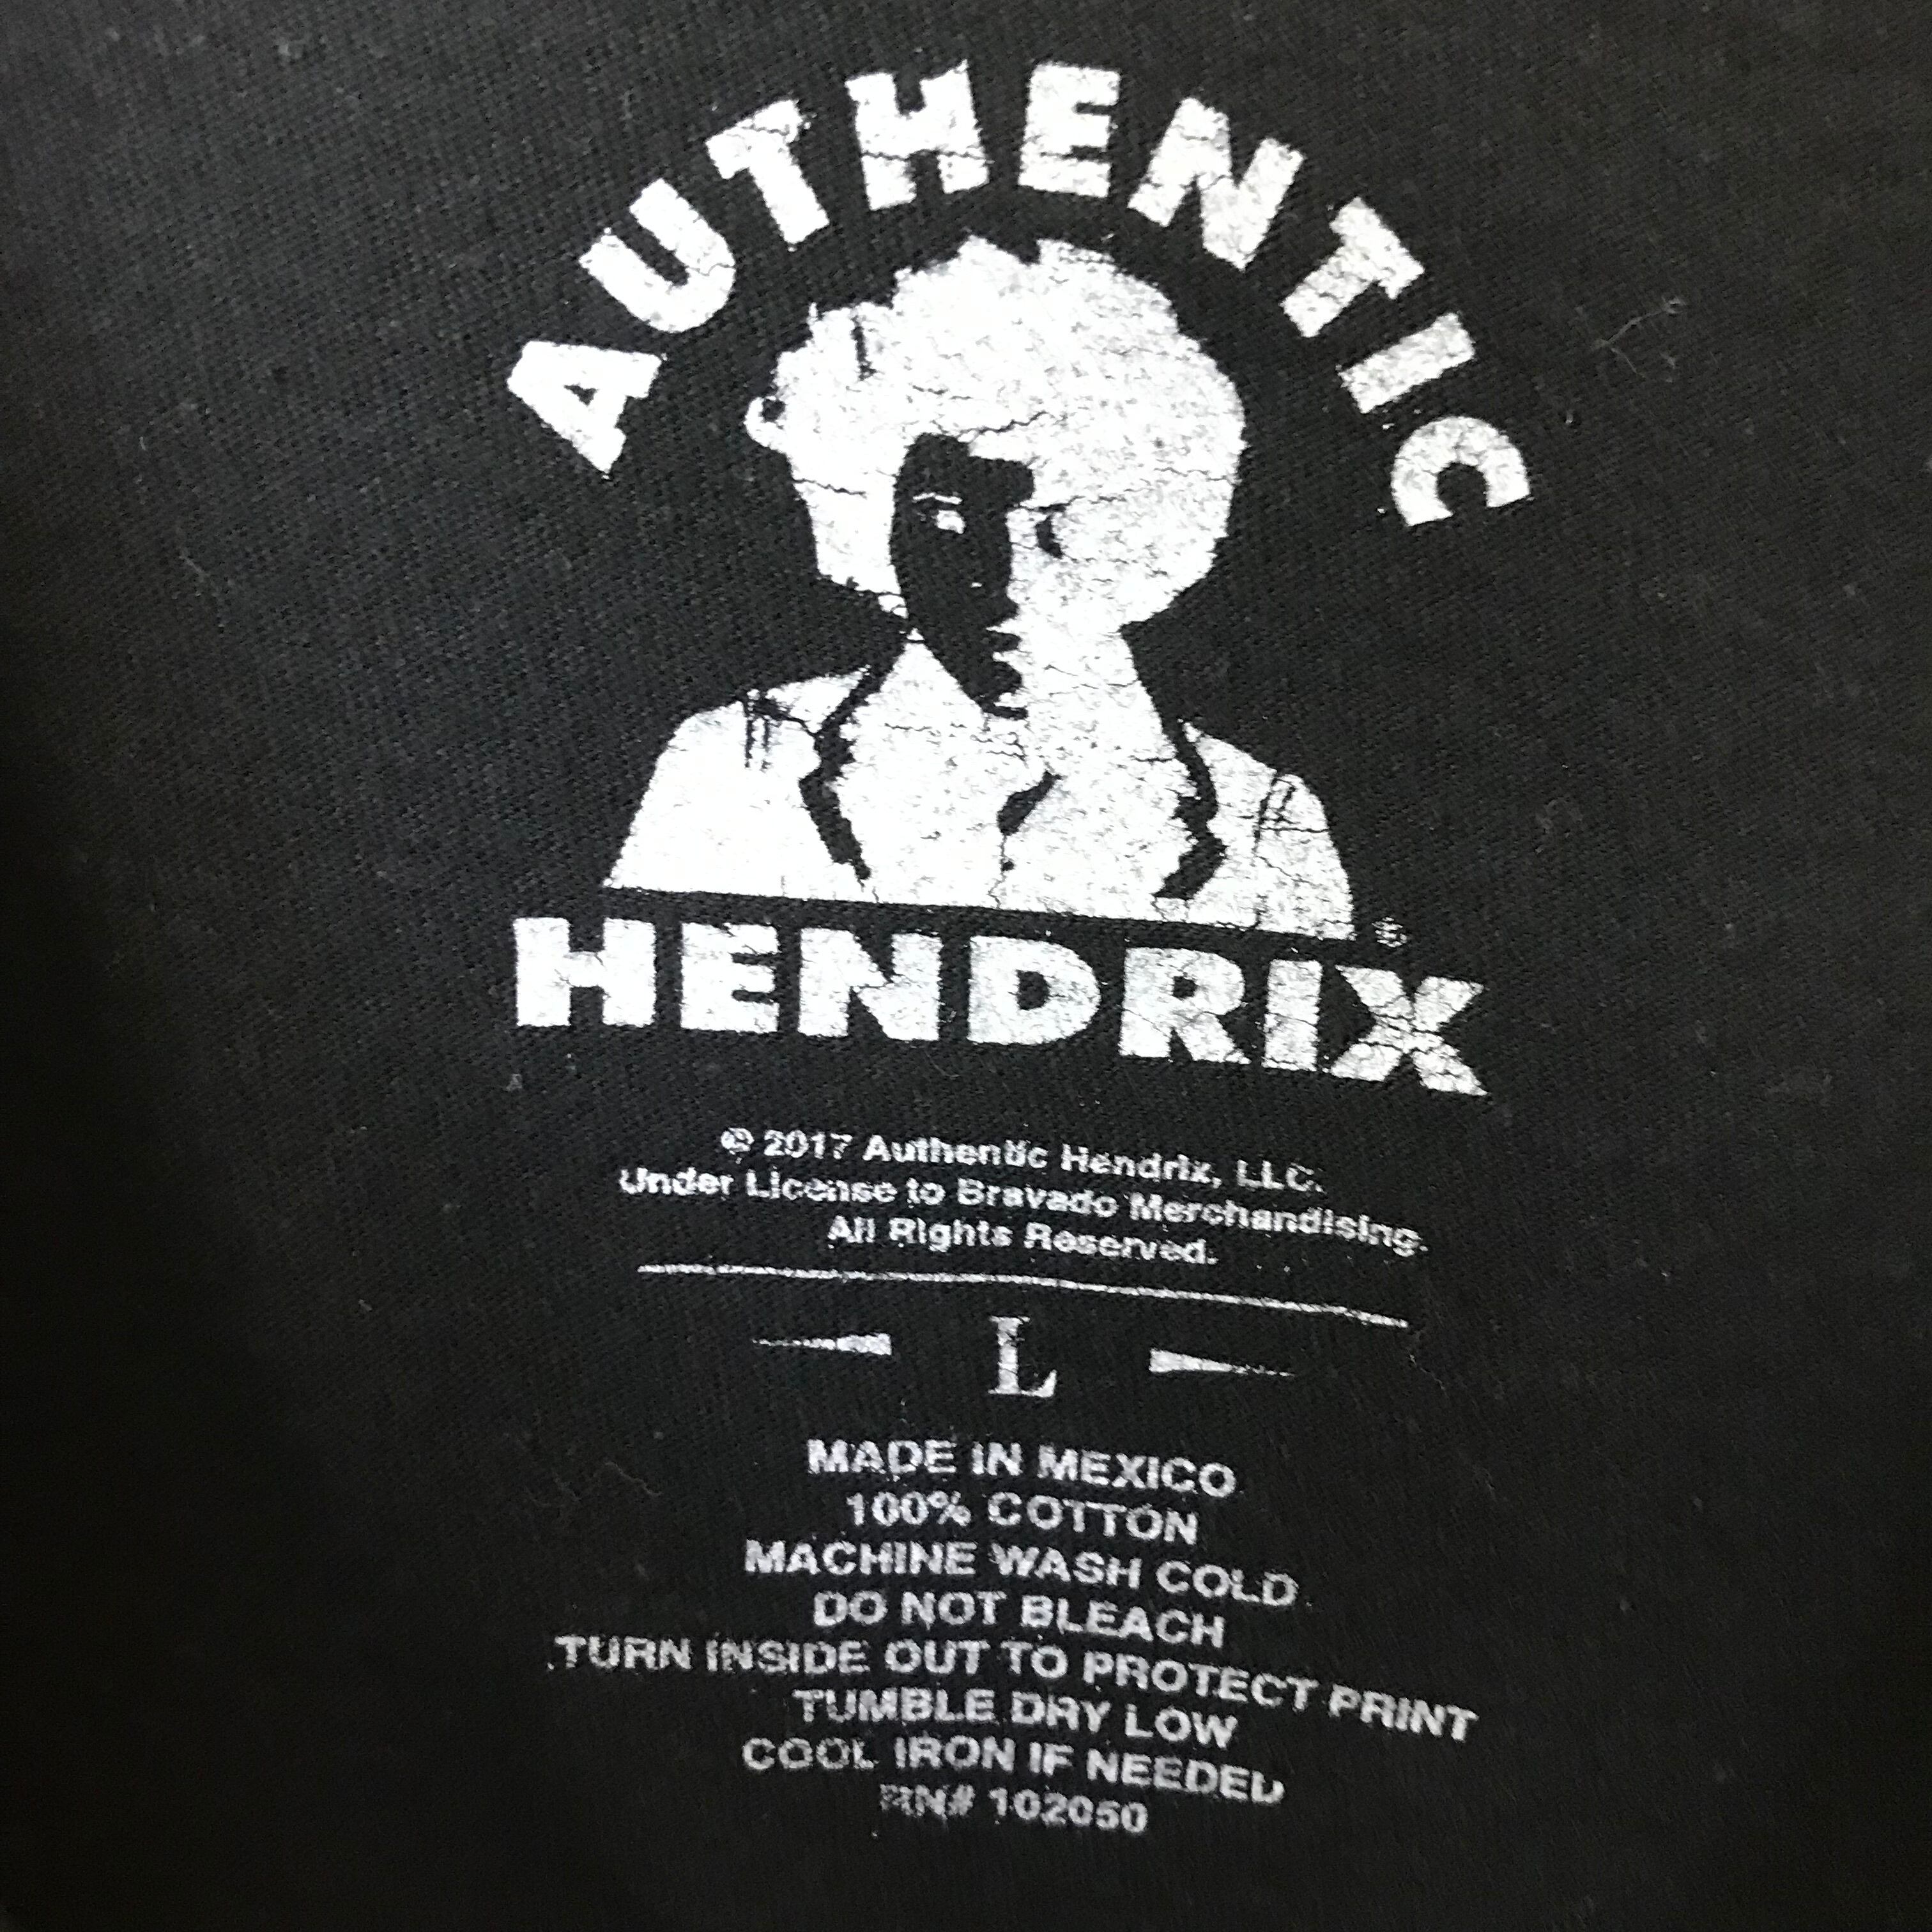 AUTHENTIC
HENDRIX®
© 2017 Authentic Hendrix, LLC.
Under License to Bravado Merchandising.
All Rights Reserved.
L
MADE IN MEXICO
100% COTTON
MACHINE WASH COLD
DO NOT BLEACH
TURN INSIDE OUT TO PROTECT PRINT
TUMBLE DRY LOW
COOL IRON IF NEEDED
RN# 102050